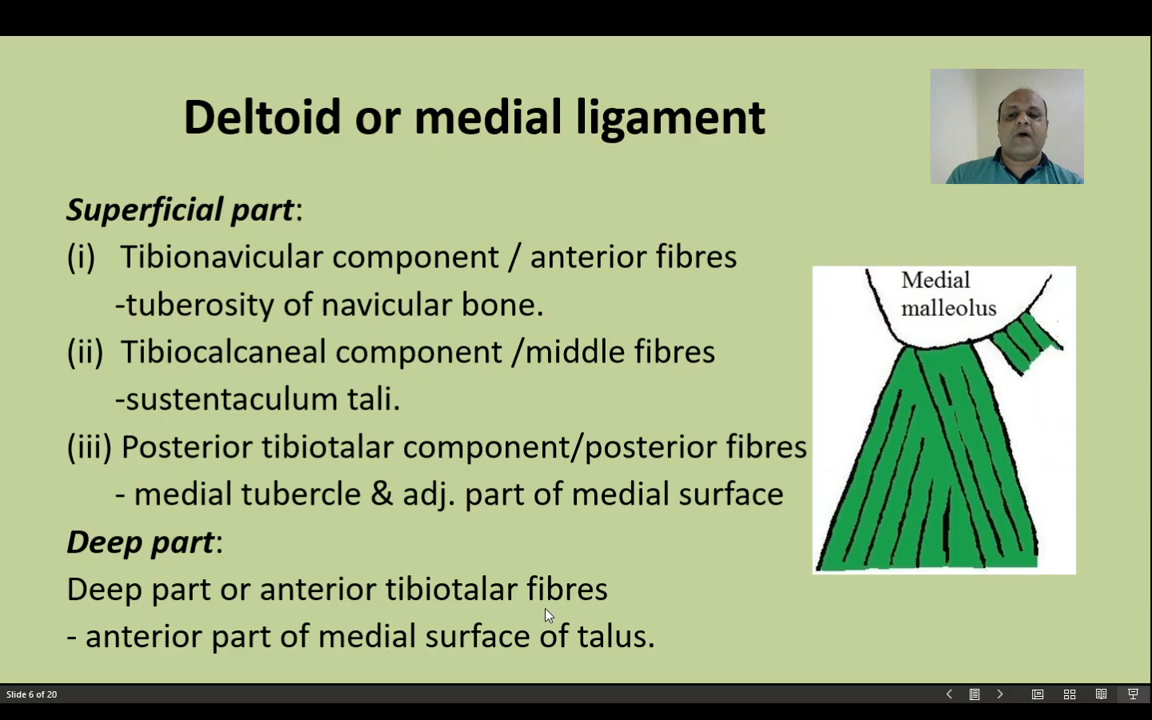 Deltoid or medial ligament
Superficial part:
(i) Tibionavicular component / anterior fibres
-tuberosity of navicular bone.
(ii) Tibiocalcaneal component /middle fibres
-sustentaculum tali.
(iii) Posterior tibiotalar component/posterior fibres
- medial tubercle & adj. part of medial surface
Deep part:
Deep part or anterior tibiotalar fibres
- anterior part of medial surface of talus.
Medial
malleolus
Slide 6 of 20